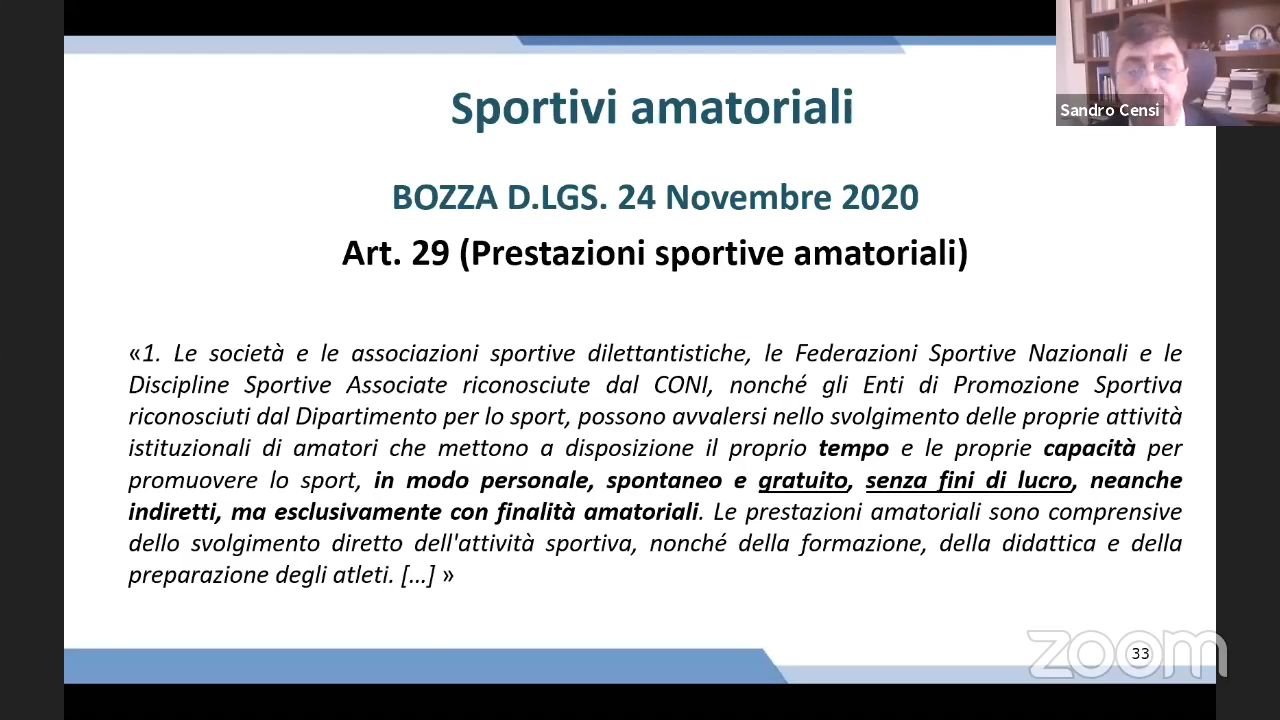 Sandro Censi
Sportivi amatoriali
BOZZA D.LGS. 24 Novembre 2020
Art. 29 (Prestazioni sportive amatoriali)
«1. Le società e le associazioni sportive dilettantistiche, le Federazioni Sportive Nazionali e le
Discipline Sportive Associate riconosciute dal CONI, nonché gli Enti di Promozione Sportiva
riconosciuti dal Dipartimento per lo sport, possono avvalersi nello svolgimento delle proprie attività
istituzionali di amatori che mettono a disposizione il proprio tempo e le proprie capacità per
promuovere lo sport, in modo personale, spontaneo e gratuito, senza fini di lucro, neanche
indiretti, ma esclusivamente con finalità amatoriali. Le prestazioni amatoriali sono comprensive
dello svolgimento diretto dell'attività sportiva, nonché della formazione, della didattica e della
preparazione degli atleti. [...] »
zoom
33